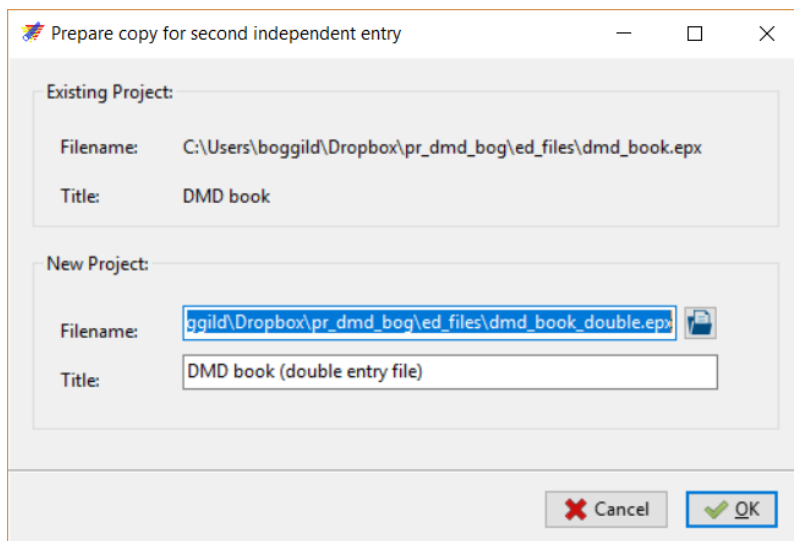 Prepare copy for second independent entry
Existing Project:
Filename: C:\Users\boggild\Dropbox\pr_dmd_bog\ed_files\dmd_book.epx
Title: DMD book
New Project:
Filename: ggild\Dropbox\pr_dmd_bog\ed_files\dmd_book_double.epx
Title: DMD book (double entry file)
Cancel OK